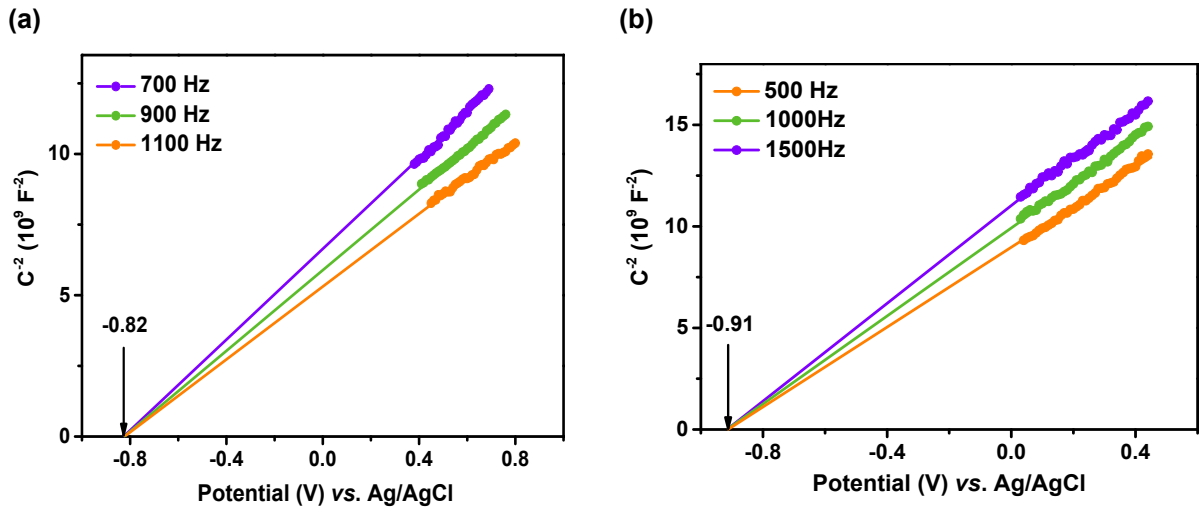 (a)
700 Hz
900 Hz
1100 Hz
10
5
0
-0.82
-0.8
-0.4
0.0
0.4
0.8
C⁻² (10⁹ F⁻²)
Potential (V) vs. Ag/AgCl
(b)
500 Hz
1000Hz
1500Hz
15
10
5
0
-0.91
-0.8
-0.4
0.0
0.4
C⁻² (10⁹ F⁻²)
Potential (V) vs. Ag/AgCl